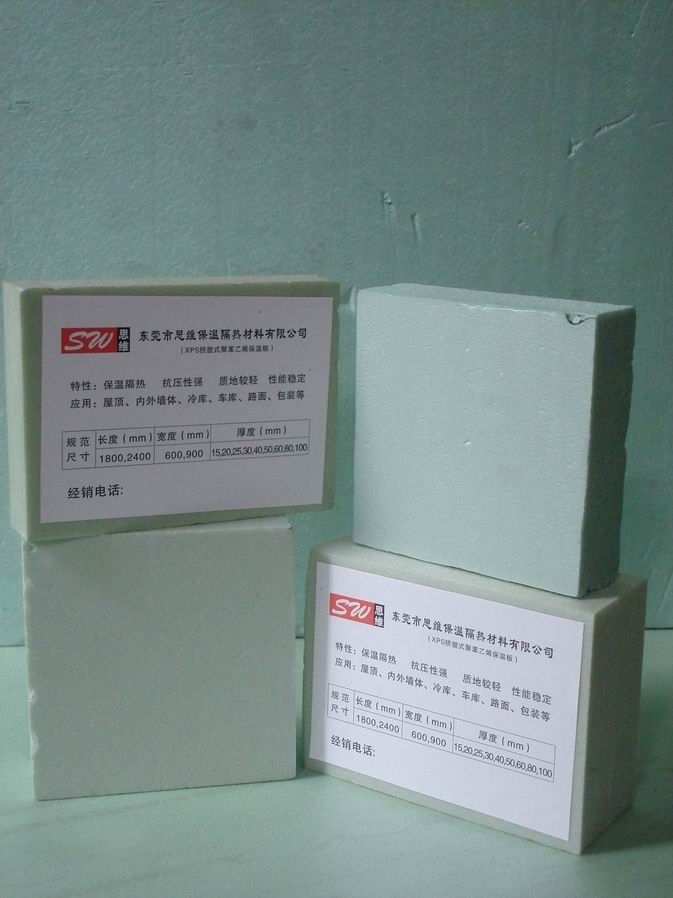 SW 思维 东莞市思维保温隔热材料有限公司
（XPS挤塑式聚苯乙烯保温板）
特性：保温隔热 抗压性强 质地较轻 性能稳定
应用：屋顶、内外墙体、冷库、车库、路面、包装等
规范尺寸 长度（mm） 宽度（mm） 厚度（mm）
1800,2400 600,900 15,20,25,30,40,50,60,80,100
经销电话:
SW 思维 东莞市思维保温隔热材料有限公司
（XPS挤塑式聚苯乙烯保温板）
特性：保温隔热 抗压性强 质地较轻 性能稳定
应用：屋顶、内外墙体、冷库、车库、路面、包装等
规范尺寸 长度（mm） 宽度（mm） 厚度（mm）
1800,2400 600,900 15,20,25,30,40,50,60,80,100
经销电话: